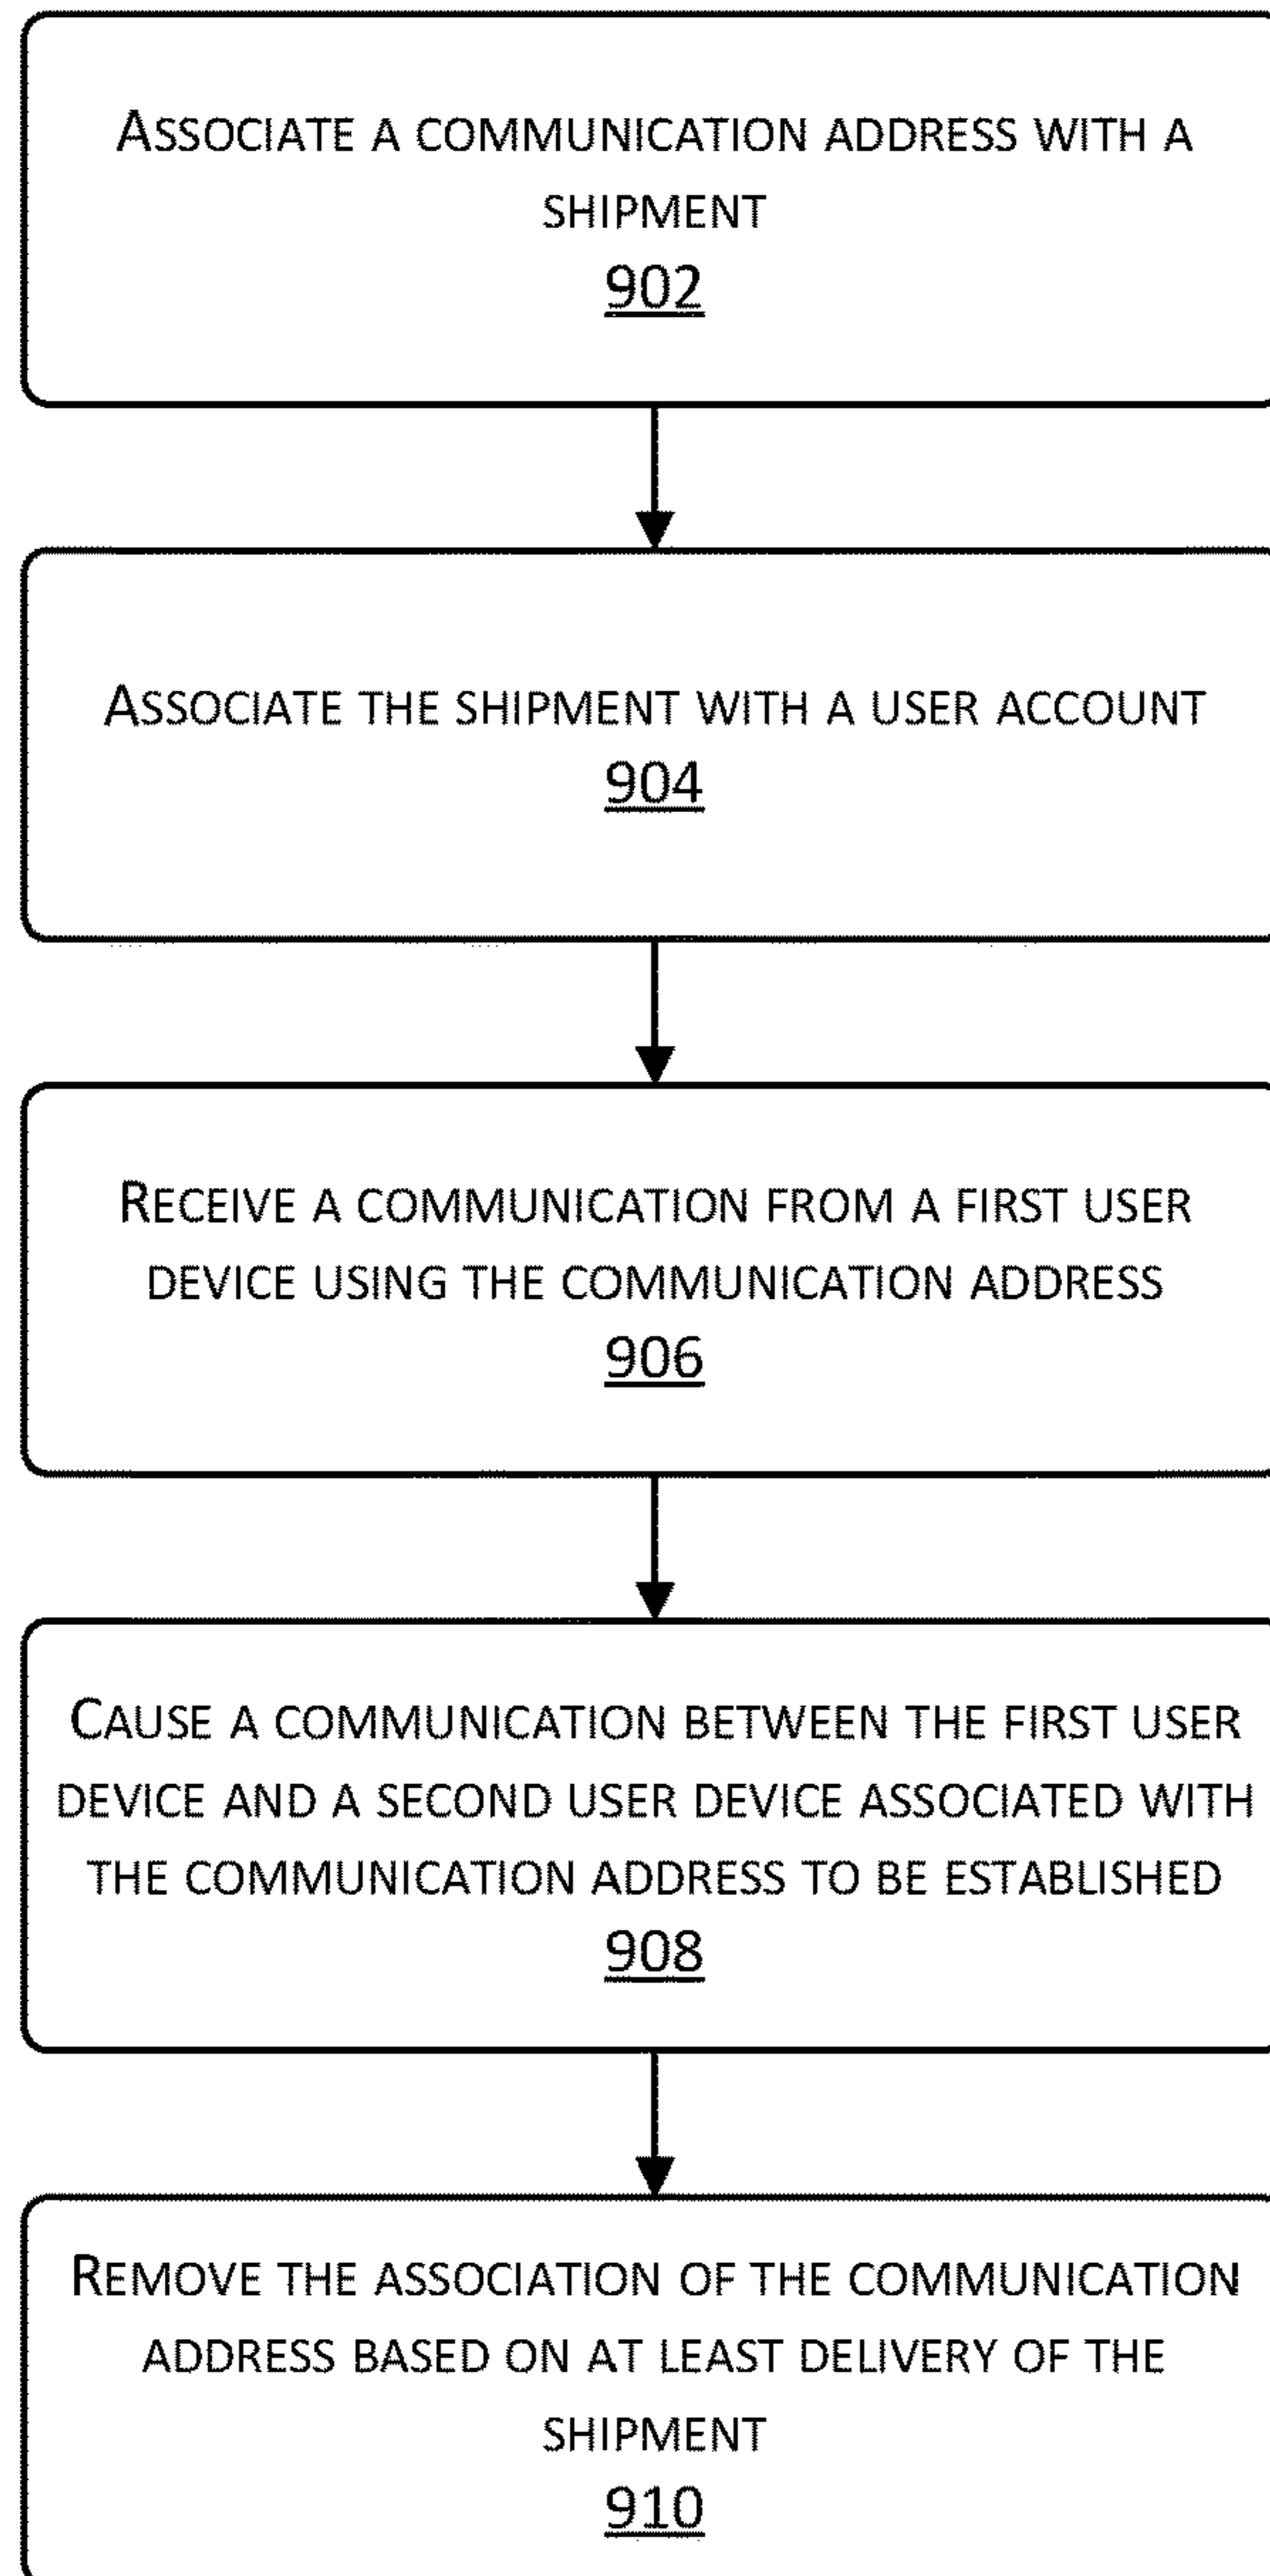 ASSOCIATE A COMMUNICATION ADDRESS WITH A
SHIPMENT
902
ASSOCIATE THE SHIPMENT WITH A USER ACCOUNT
904
RECEIVE A COMMUNICATION FROM A FIRST USER
DEVICE USING THE COMMUNICATION ADDRESS
906
CAUSE A COMMUNICATION BETWEEN THE FIRST USER
DEVICE AND A SECOND USER DEVICE ASSOCIATED WITH
THE COMMUNICATION ADDRESS TO BE ESTABLISHED
908
REMOVE THE ASSOCIATION OF THE COMMUNICATION
ADDRESS BASED ON AT LEAST DELIVERY OF THE
SHIPMENT
910